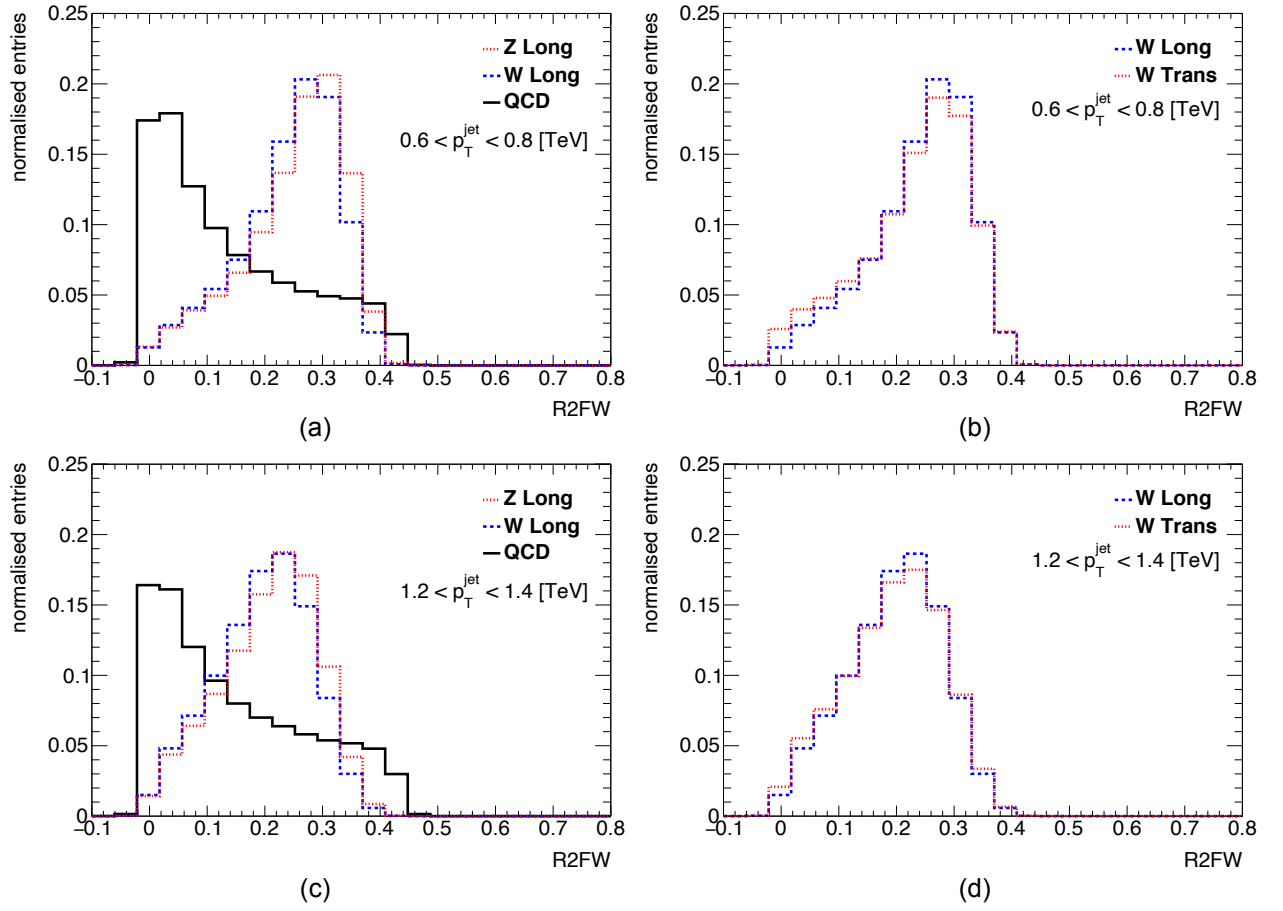 normalised entries
0.25
0.2
0.15
0.1
0.05
0
Z Long
W Long
QCD
0.6 < p_T^jet < 0.8 [TeV]
−0.1 0 0.1 0.2 0.3 0.4 0.5 0.6 0.7 0.8
R2FW
(a)
normalised entries
0.25
0.2
0.15
0.1
0.05
0
W Long
W Trans
0.6 < p_T^jet < 0.8 [TeV]
−0.1 0 0.1 0.2 0.3 0.4 0.5 0.6 0.7 0.8
R2FW
(b)
normalised entries
0.25
0.2
0.15
0.1
0.05
0
Z Long
W Long
QCD
1.2 < p_T^jet < 1.4 [TeV]
−0.1 0 0.1 0.2 0.3 0.4 0.5 0.6 0.7 0.8
R2FW
(c)
normalised entries
0.25
0.2
0.15
0.1
0.05
0
W Long
W Trans
1.2 < p_T^jet < 1.4 [TeV]
−0.1 0 0.1 0.2 0.3 0.4 0.5 0.6 0.7 0.8
R2FW
(d)